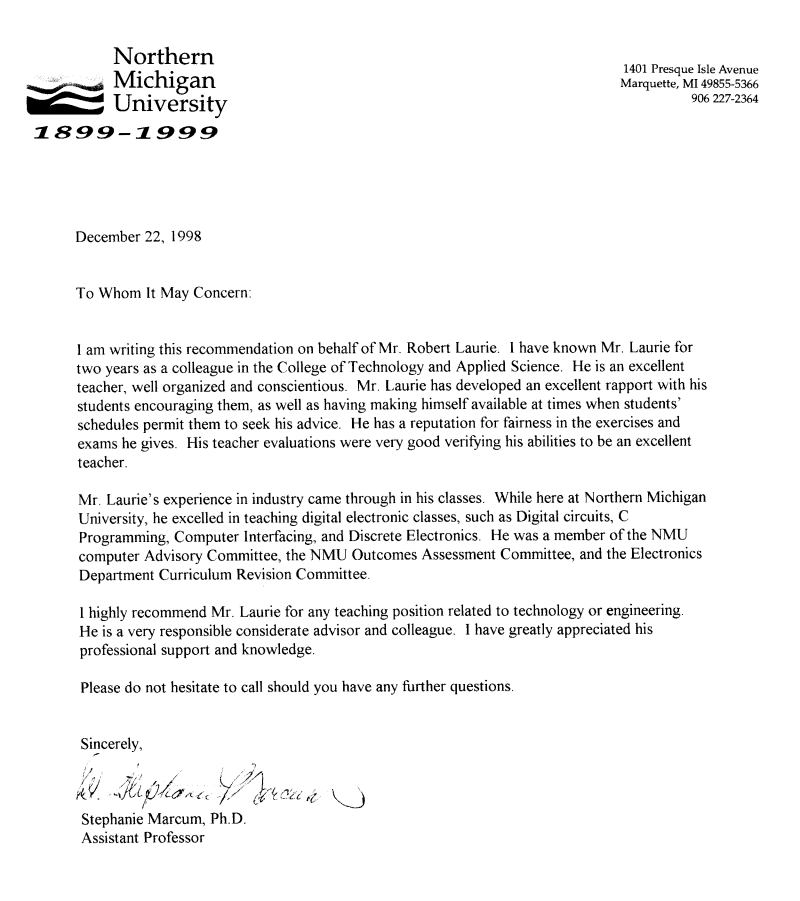 Northern
Michigan
University
1899-1999
1401 Presque Isle Avenue
Marquette, MI 49855-5366
906 227-2364
December 22, 1998
To Whom It May Concern:
I am writing this recommendation on behalf of Mr. Robert Laurie.  I have known Mr. Laurie for
two years as a colleague in the College of Technology and Applied Science.  He is an excellent
teacher, well organized and conscientious.  Mr. Laurie has developed an excellent rapport with his
students encouraging them, as well as having making himself available at times when students’
schedules permit them to seek his advice.  He has a reputation for fairness in the exercises and
exams he gives.  His teacher evaluations were very good verifying his abilities to be an excellent
teacher.
Mr. Laurie’s experience in industry came through in his classes.  While here at Northern Michigan
University, he excelled in teaching digital electronic classes, such as Digital circuits, C
Programming, Computer Interfacing, and Discrete Electronics.  He was a member of the NMU
computer Advisory Committee, the NMU Outcomes Assessment Committee, and the Electronics
Department Curriculum Revision Committee.
I highly recommend Mr. Laurie for any teaching position related to technology or engineering.
He is a very responsible considerate advisor and colleague.  I have greatly appreciated his
professional support and knowledge.
Please do not hesitate to call should you have any further questions.
Sincerely,
Dr. Stephanie Marcum
Stephanie Marcum, Ph.D.
Assistant Professor